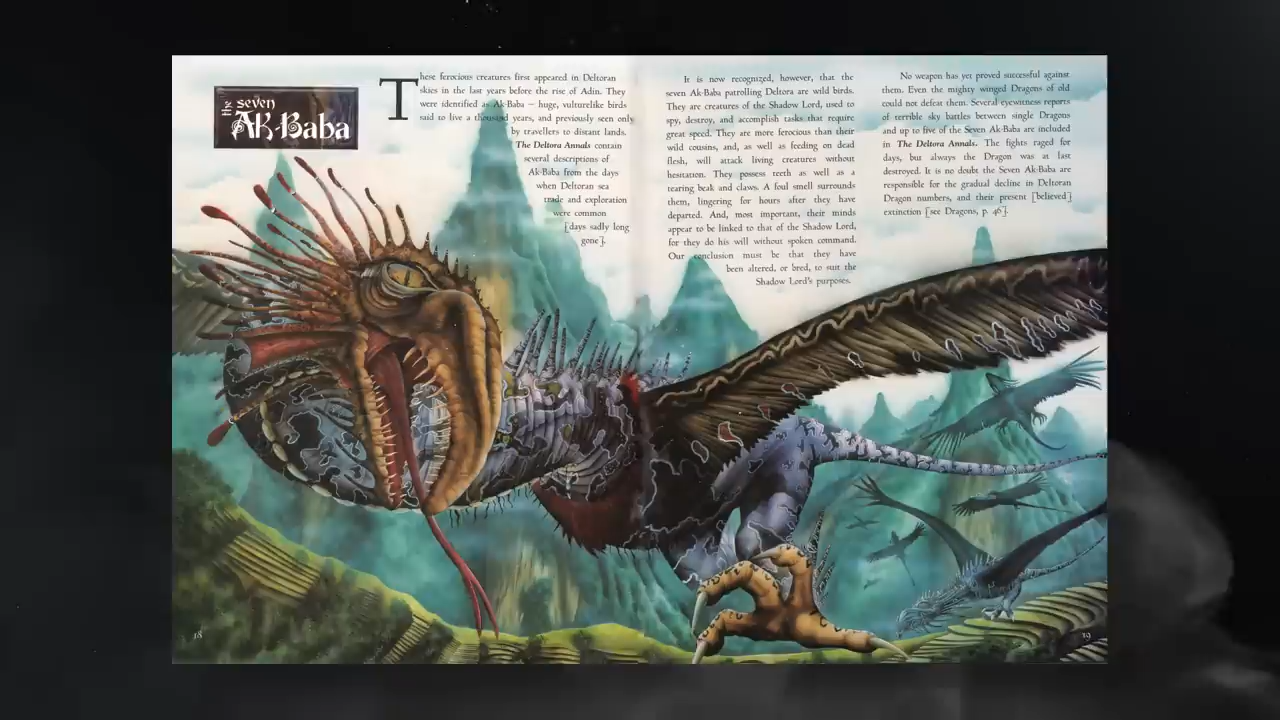 the seven
Ak-Baba
These ferocious creatures first appeared in Deltoran
skies in the last years before the rise of Adin. They
were identified as Ak-Baba — huge, vulturelike birds
said to live a thousand years, and previously seen only
by travellers to distant lands.
The Deltora Annals contain
several descriptions of
Ak-Baba from the days
when Deltoran sea
trade and exploration
were common
[days sadly long
gone].
It is now recognized, however, that the
seven Ak-Baba patrolling Deltora are wild birds.
They are creatures of the Shadow Lord, used to
spy, destroy, and accomplish tasks that require
great speed. They are more ferocious than their
wild cousins, and, as well as feeding on dead
flesh, will attack living creatures without
hesitation. They possess teeth as well as a
tearing beak and claws. A foul smell surrounds
them, lingering for hours after they have
departed. And, most important, their minds
appear to be linked to that of the Shadow Lord,
for they do his will without spoken command.
Our conclusion must be that they have
been altered, or bred, to suit the
Shadow Lord's purposes.
No weapon has yet proved successful against
them. Even the mighty winged Dragons of old
could not defeat them. Several eyewitness reports
of terrible sky battles between single Dragons
and up to five of the Seven Ak-Baba are included
in The Deltora Annals. The fights raged for
days, but always the Dragon was at last
destroyed. It is no doubt the Seven Ak-Baba are
responsible for the gradual decline in Deltoran
Dragon numbers, and their present [believed]
extinction [see Dragons, p. 46].
18
19